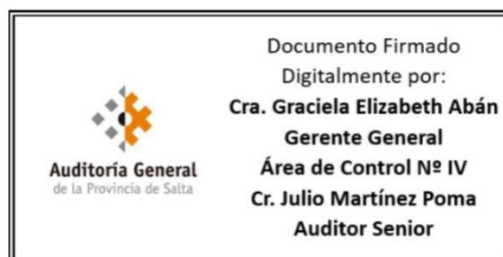 Auditoría General
de la Provincia de Salta
Documento Firmado
Digitalmente por:
Cra. Graciela Elizabeth Abán
Gerente General
Área de Control Nº IV
Cr. Julio Martínez Poma
Auditor Senior